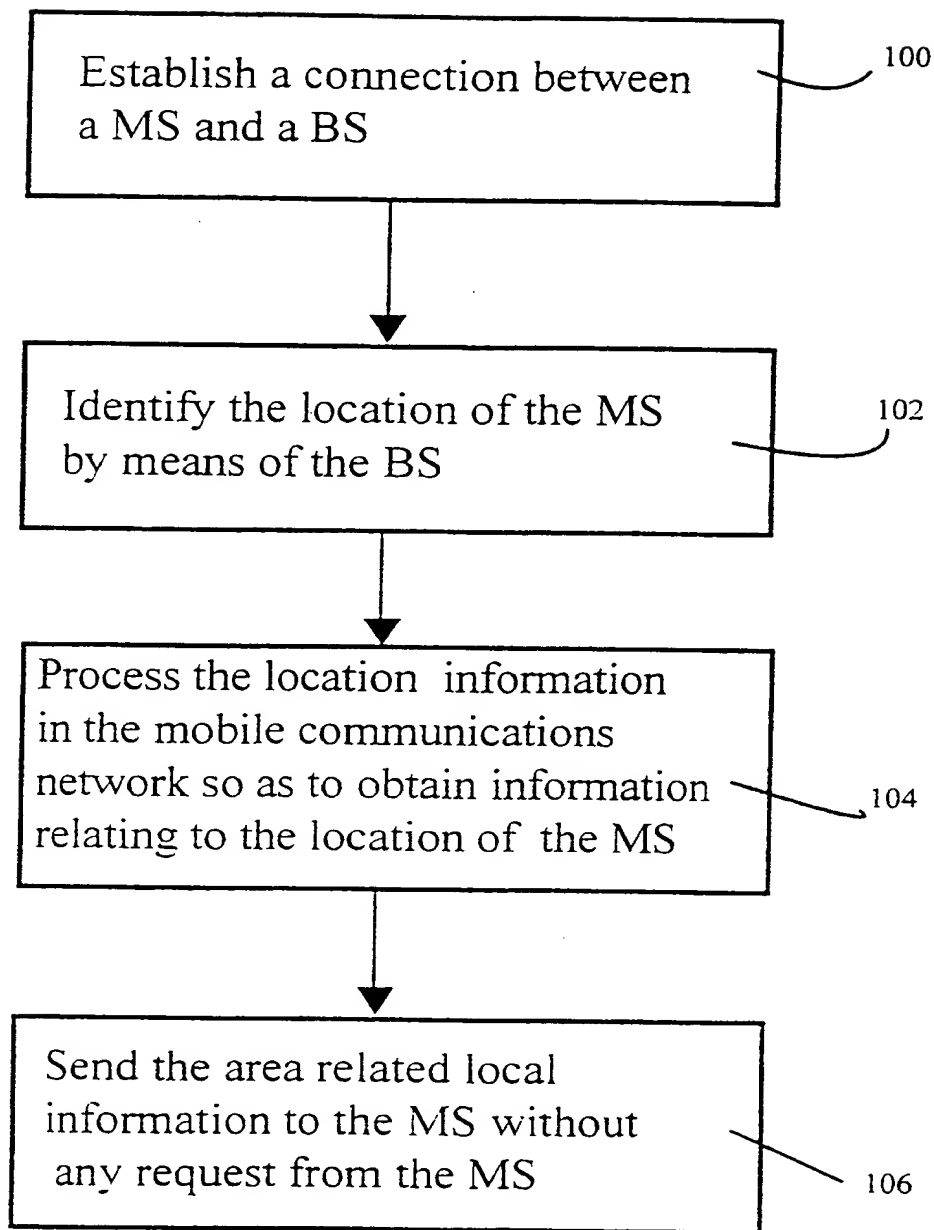 Establish a connection between
a MS and a BS
100
Identify the location of the MS
by means of the BS
102
Process the location information
in the mobile communications
network so as to obtain information
relating to the location of the MS
104
Send the area related local
information to the MS without
any request from the MS
106